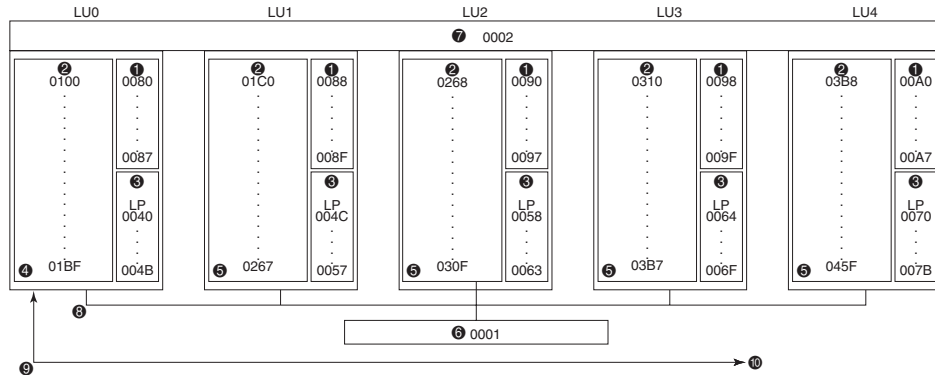 LU0 LU1 LU2 LU3 LU4
❼ 0002
❷ ❶ ❷ ❶ ❷ ❶ ❷ ❶ ❷ ❶
0100 0080 01C0 0088 0268 0090 0310 0098 03B8 00A0
0087 008F 0097 009F 00A7
❸ ❸ ❸ ❸ ❸
LP LP LP LP LP
0040 004C 0058 0064 0070
❹ 01BF 004B ❺ 0267 0057 ❺ 030F 0063 ❺ 03B7 006F ❺ 045F 007B
❽
❻ 0001
❾ ❿